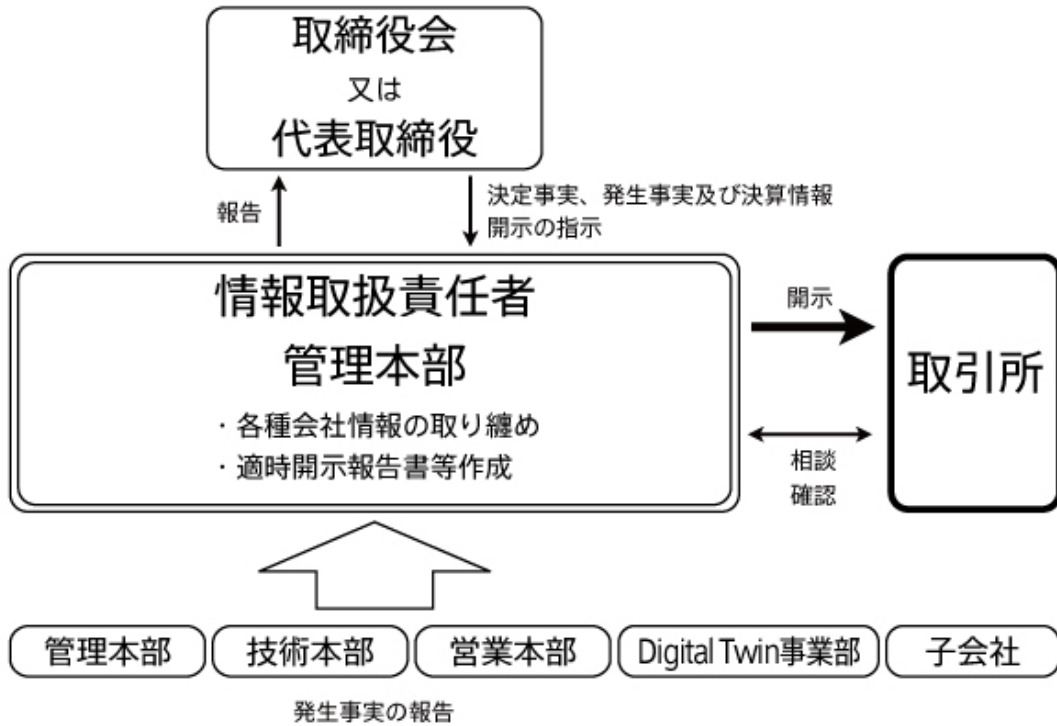 取締役会
又は
代表取締役
報告
決定事実、発生事実及び決算情報
開示の指示
情報取扱責任者
管理本部
・各種会社情報の取り纏め
・適時開示報告書等作成
開示
取引所
相談
確認
管理本部
技術本部
営業本部
Digital Twin事業部
子会社
発生事実の報告